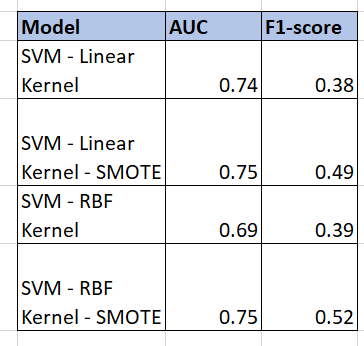 Model AUC F1-score
SVM - Linear
Kernel 0.74 0.38
SVM - Linear
Kernel - SMOTE 0.75 0.49
SVM - RBF
Kernel 0.69 0.39
SVM - RBF
Kernel - SMOTE 0.75 0.52